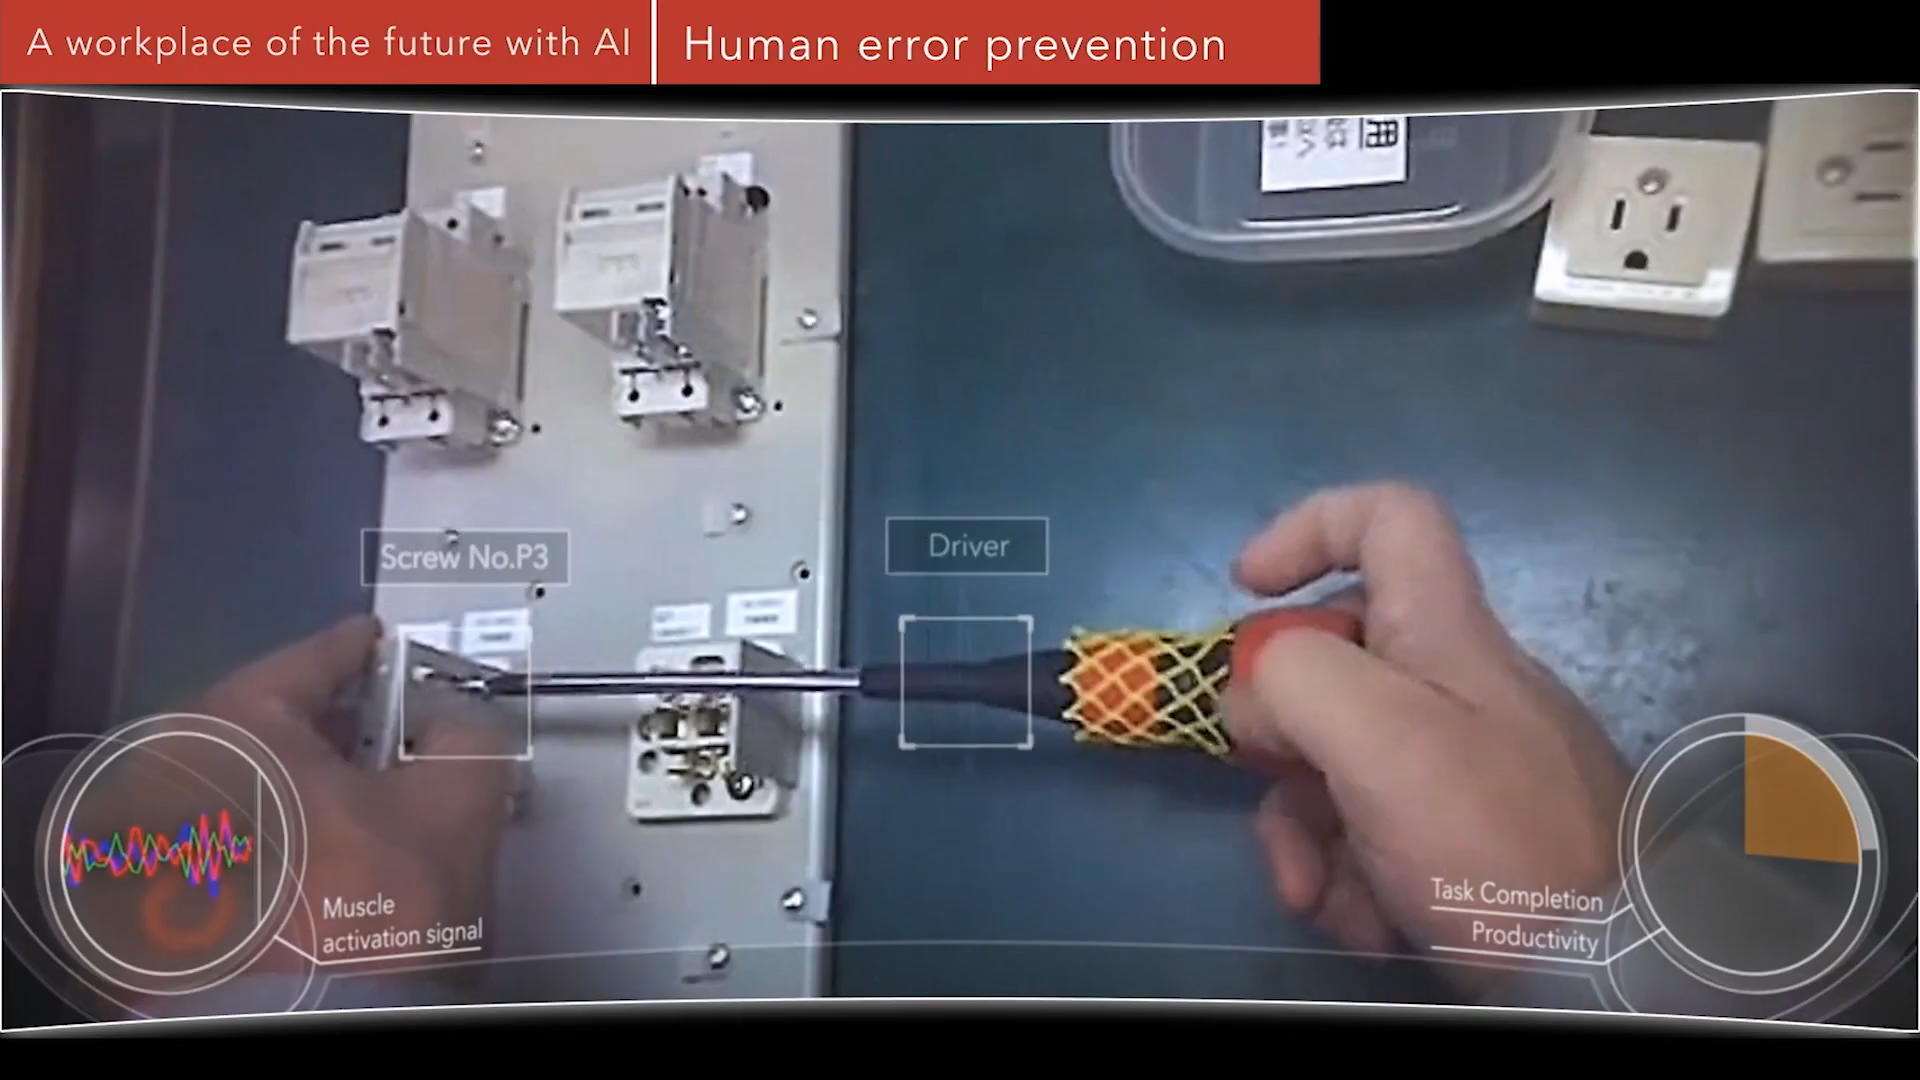 A workplace of the future with AI
Human error prevention
用
Screw No.P3
Driver
Muscle
activation signal
Task Completion
Productivity